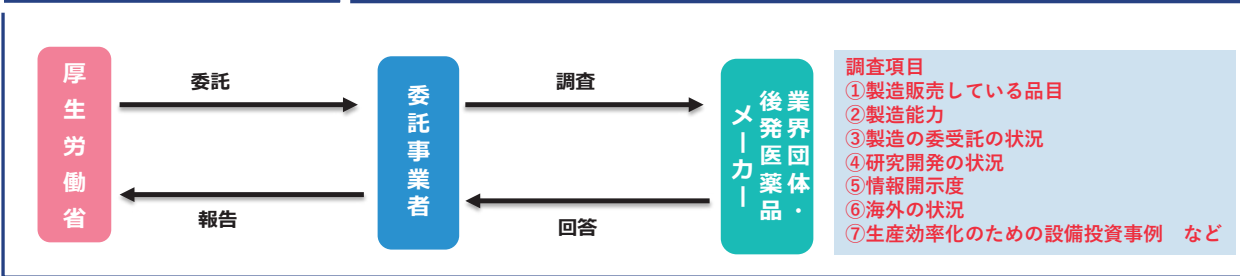 厚生労働省
委託
報告
委託事業者
調査
回答
業界団体・
後発医薬品
メーカー
調査項目
①製造販売している品目
②製造能力
③製造の委受託の状況
④研究開発の状況
⑤情報開示度
⑥海外の状況
⑦生産効率化のための設備投資事例　など